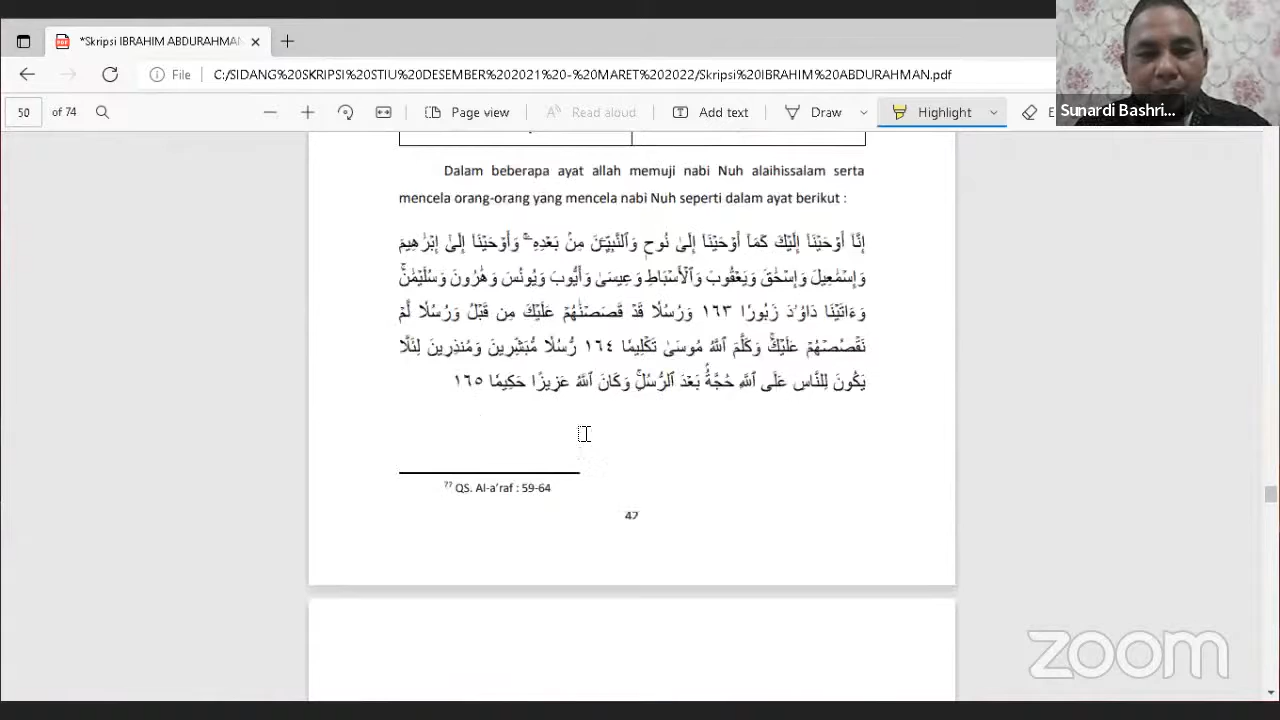 *Skripsi IBRAHIM ABDURAHMAN
File C:/SIDANG%20SKRIPSI%20STIU%20DESEMBER%202021%20-%20MARET%202022/Skripsi%20IBRAHIM%20ABDURAHMAN.pdf
50 of 74 Page view Read aloud Add text Draw Highlight
Sunardi Bashri...
Dalam beberapa ayat allah memuji nabi Nuh alaihissalam serta
mencela orang-orang yang mencela nabi Nuh seperti dalam ayat berikut :
إِنَّآ أَوۡحَيۡنَآ إِلَيۡكَ كَمَآ أَوۡحَيۡنَآ إِلَىٰ نُوحٖ وَٱلنَّبِيِّـۧنَ مِنۢ بَعۡدِهِۦۚ وَأَوۡحَيۡنَآ إِلَىٰٓ إِبۡرَٰهِيمَ
وَإِسۡمَٰعِيلَ وَإِسۡحَٰقَ وَيَعۡقُوبَ وَٱلۡأَسۡبَاطِ وَعِيسَىٰ وَأَيُّوبَ وَيُونُسَ وَهَٰرُونَ وَسُلَيۡمَٰنَۚ
وَءَاتَيۡنَا دَاوُۥدَ زَبُورٗا ١٦٣ وَرُسُلٗا قَدۡ قَصَصۡنَٰهُمۡ عَلَيۡكَ مِن قَبۡلُ وَرُسُلٗا لَّمۡ
نَقۡصُصۡهُمۡ عَلَيۡكَۚ وَكَلَّمَ ٱللَّهُ مُوسَىٰ تَكۡلِيمٗا ١٦٤ رُّسُلٗا مُّبَشِّرِينَ وَمُنذِرِينَ لِئَلَّا
يَكُونَ لِلنَّاسِ عَلَى ٱللَّهِ حُجَّةُۢ بَعۡدَ ٱلرُّسُلِۚ وَكَانَ ٱللَّهُ عَزِيزًا حَكِيمٗا ١٦٥
77 QS. Al-a'raf : 59-64
47
zoom